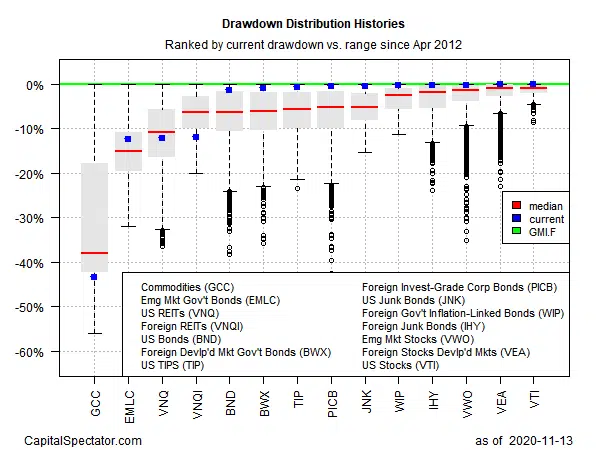 Drawdown Distribution Histories
Ranked by current drawdown vs. range since Apr 2012
0%
-10%
-20%
-30%
-40%
-50%
-60%
median
current
GMI.F
Commodities (GCC)
Emg Mkt Gov't Bonds (EMLC)
US REITs (VNQ)
Foreign REITs (VNQI)
US Bonds (BND)
Foreign Devlp'd Mkt Gov't Bonds (BWX)
US TIPS (TIP)
Foreign Invest-Grade Corp Bonds (PICB)
US Junk Bonds (JNK)
Foreign Gov't Inflation-Linked Bonds (WIP)
Foreign Junk Bonds (IHY)
Emg Mkt Stocks (VWO)
Foreign Stocks Devlp'd Mkts (VEA)
US Stocks (VTI)
GCC
EMLC
VNQ
VNQI
BND
BWX
TIP
PICB
JNK
WIP
IHY
VWO
VEA
VTI
CapitalSpectator.com
as of 2020-11-13